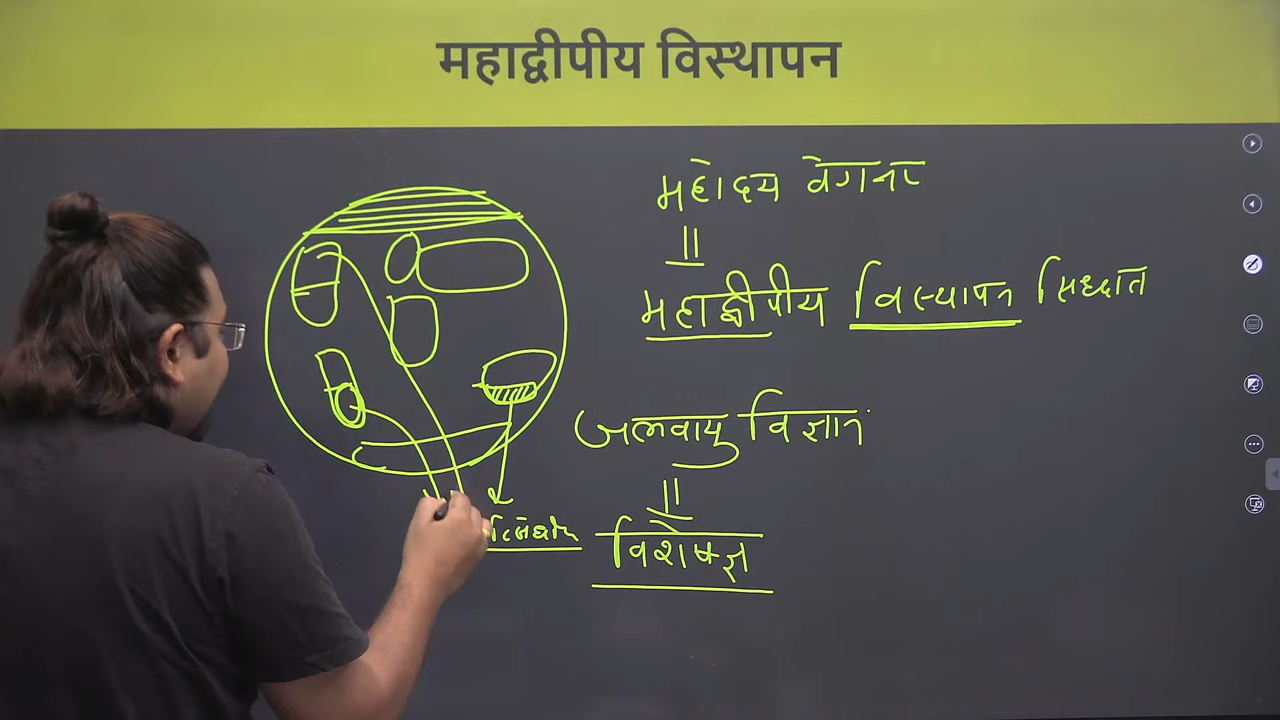 महाद्वीपीय विस्थापन
महोदय वेगनर
महाद्वीपीय विस्थापन सिध्दांत
जलवायु विज्ञान
विशेषज्ञ